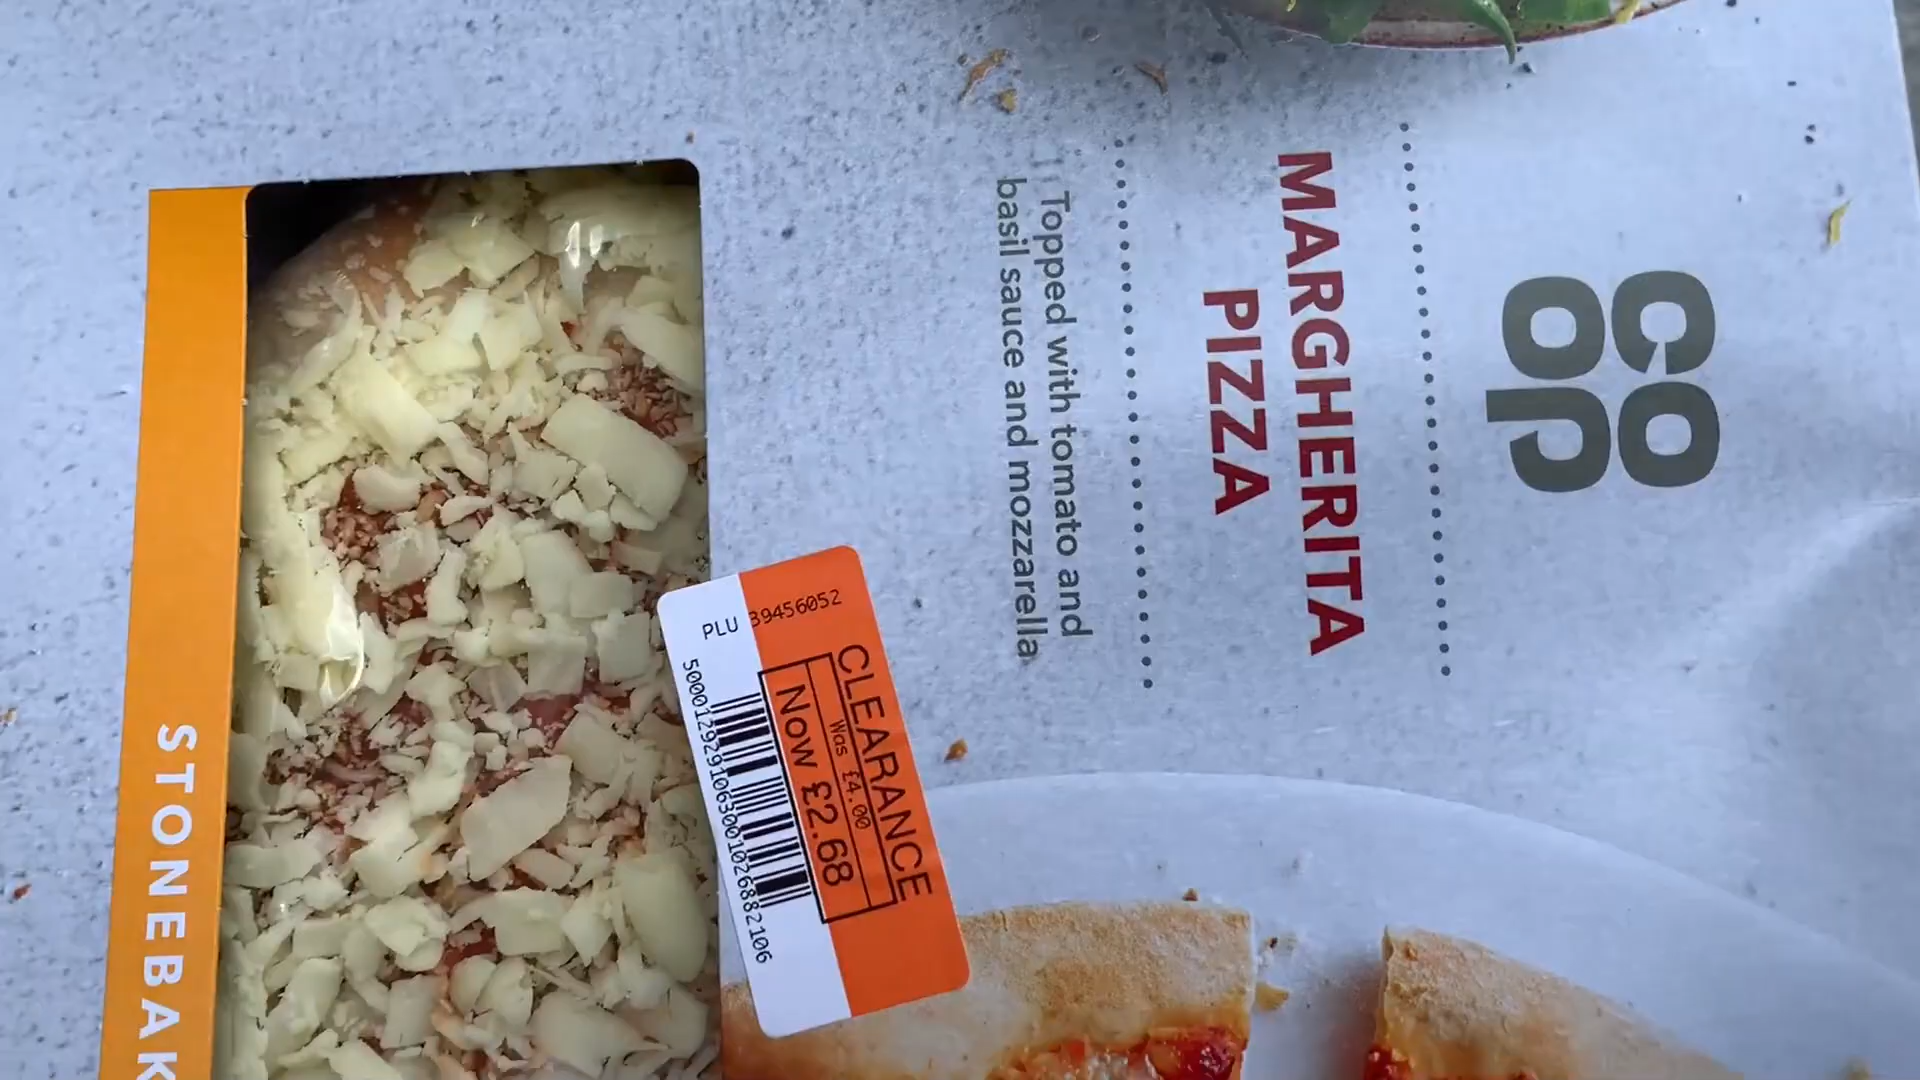 CO
OP
MARGHERITA
PIZZA
Topped with tomato and
basil sauce and mozzarella
CLEARANCE
Was £4.00
Now £2.68
PLU 39456052
5000129291063001026882106
STONEBAK